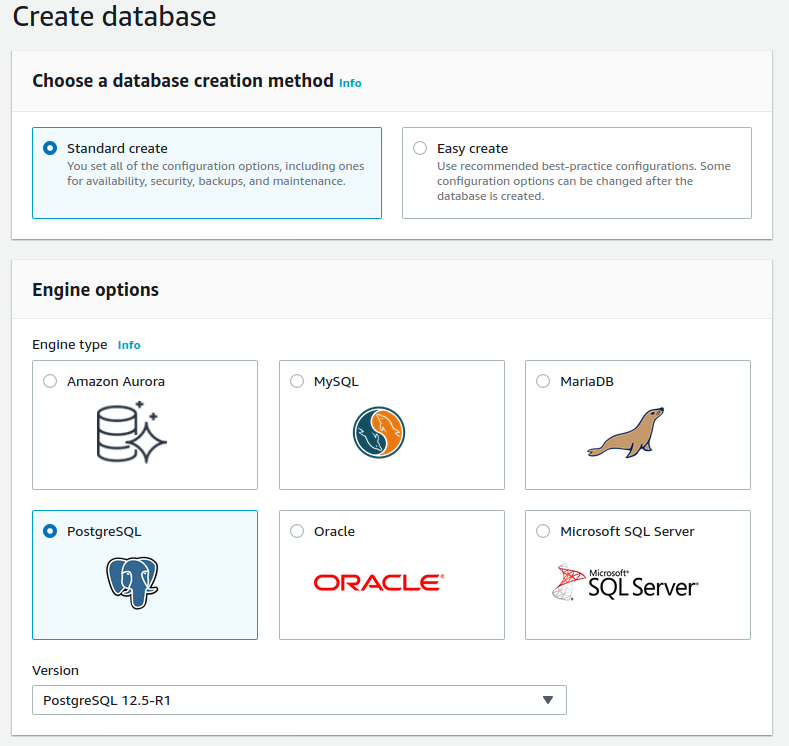 Create database
Choose a database creation method Info
Standard create
You set all of the configuration options, including ones
for availability, security, backups, and maintenance.
Easy create
Use recommended best-practice configurations. Some
configuration options can be changed after the
database is created.
Engine options
Engine type Info
Amazon Aurora
MySQL
MariaDB
PostgreSQL
Oracle
ORACLE®
Microsoft SQL Server
Microsoft®
SQL Server®
Version
PostgreSQL 12.5-R1